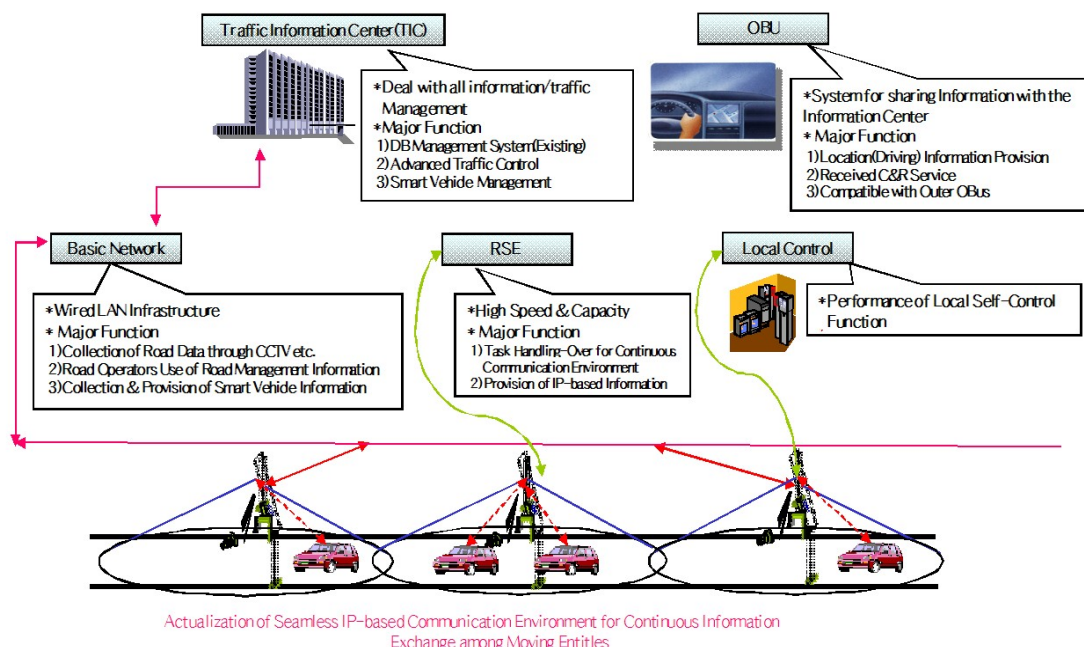 Traffic Information Center(TIC)
*Deal with all information/traffic
Management
*Major Function
1)DB Management System(Existing)
2)Advanced Traffic Control
3)Smart Vehicle Management
OBU
*System for sharing Information with the
Information Center
* Major Function
1)Location(Driving) Information Provision
2)Received C&R Service
3)Compatible with Outer OBus
Basic Network
*Wired LAN Infrastructure
* Major Function
1)Collection of Road Data through CCTV etc.
2)Road Operators Use of Road Management Information
3)Collection & Provision of Smart Vehicle Information
RSE
*High Speed & Capacity
* Major Function
1) Task Handling-Over for Continuous
Communication Environment
2)Provision of IP-based Information
Local Control
*Performance of Local Self-Control
Function
Actualization of Seamless IP-based Communication Environment for Continuous Information
Exchange among Moving Entities